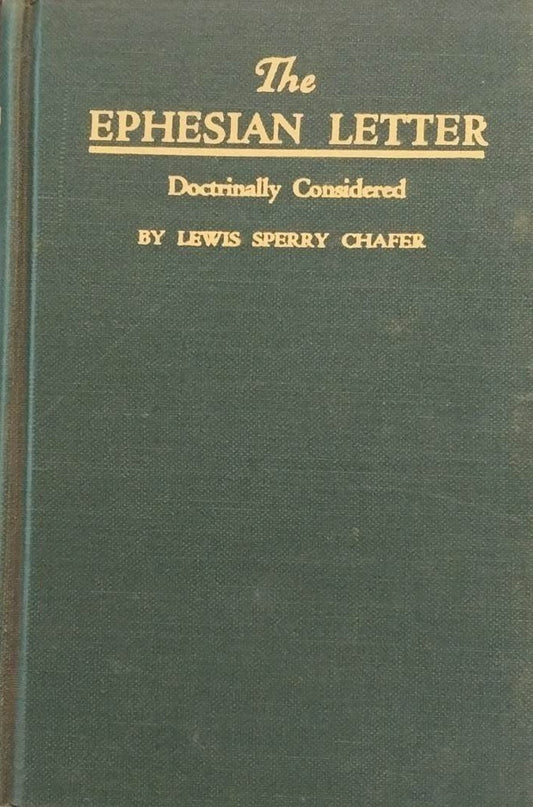 The
EPHESIAN LETTER
Doctrinally Considered
BY LEWIS SPERRY CHAFER